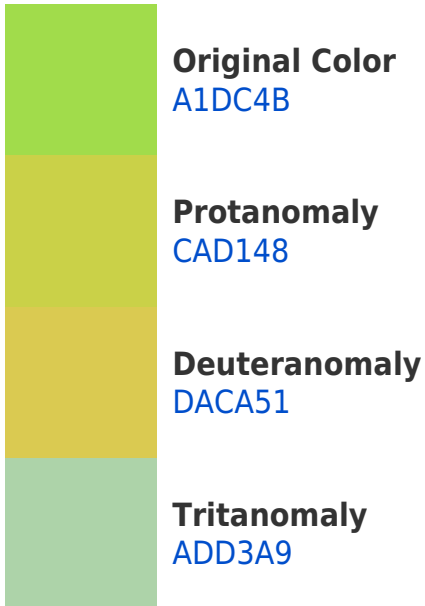 Original Color
A1DC4B
Protanomaly
CAD148
Deuteranomaly
DACA51
Tritanomaly
ADD3A9